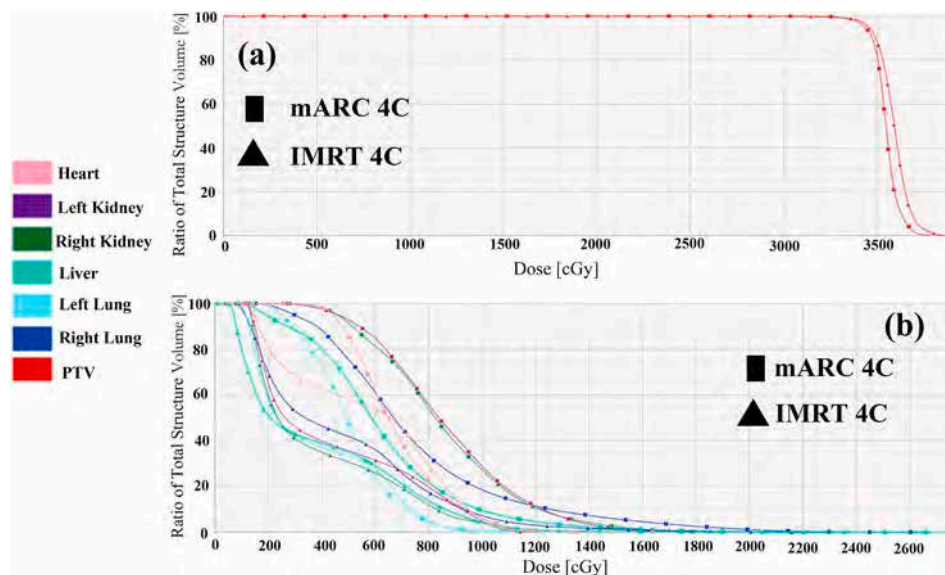 Ratio of Total Structure Volume [%]
100
80
60
40
20
0
(a)
mARC 4C
IMRT 4C
0 500 1000 1500 2000 2500 3000 3500
Dose [cGy]
Heart
Left Kidney
Right Kidney
Liver
Left Lung
Right Lung
PTV
Ratio of Total Structure Volume [%]
100
80
60
40
20
0
(b)
mARC 4C
IMRT 4C
0 200 400 600 800 1000 1200 1400 1600 1800 2000 2200 2400 2600
Dose [cGy]